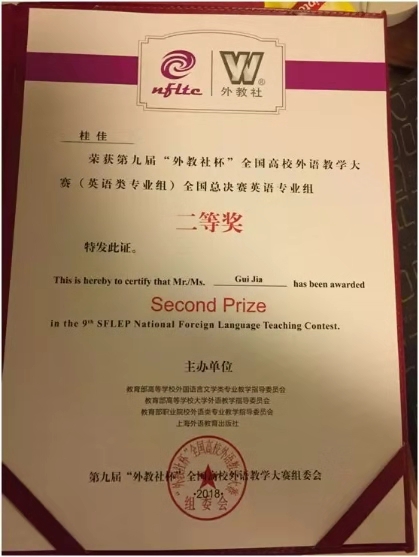 nfltc
W®
外教社
桂佳
荣获第九届“外教社杯”全国高校外语教学大
赛（英语类专业组）全国总决赛英语专业组
二等奖
特发此证。
This is hereby to certify that Mr./Ms. Gui Jia has been awarded
Second Prize
in the 9th SFLEP National Foreign Language Teaching Contest.
主办单位
教育部高等学校外国语言文学类专业教学指导委员会
教育部高等学校大学外语教学指导委员会
教育部职业院校外语类专业教学指导委员会
上海外语教育出版社
第九届“外教社杯”全国高校外语教学大赛组委会
·2018·
组委会